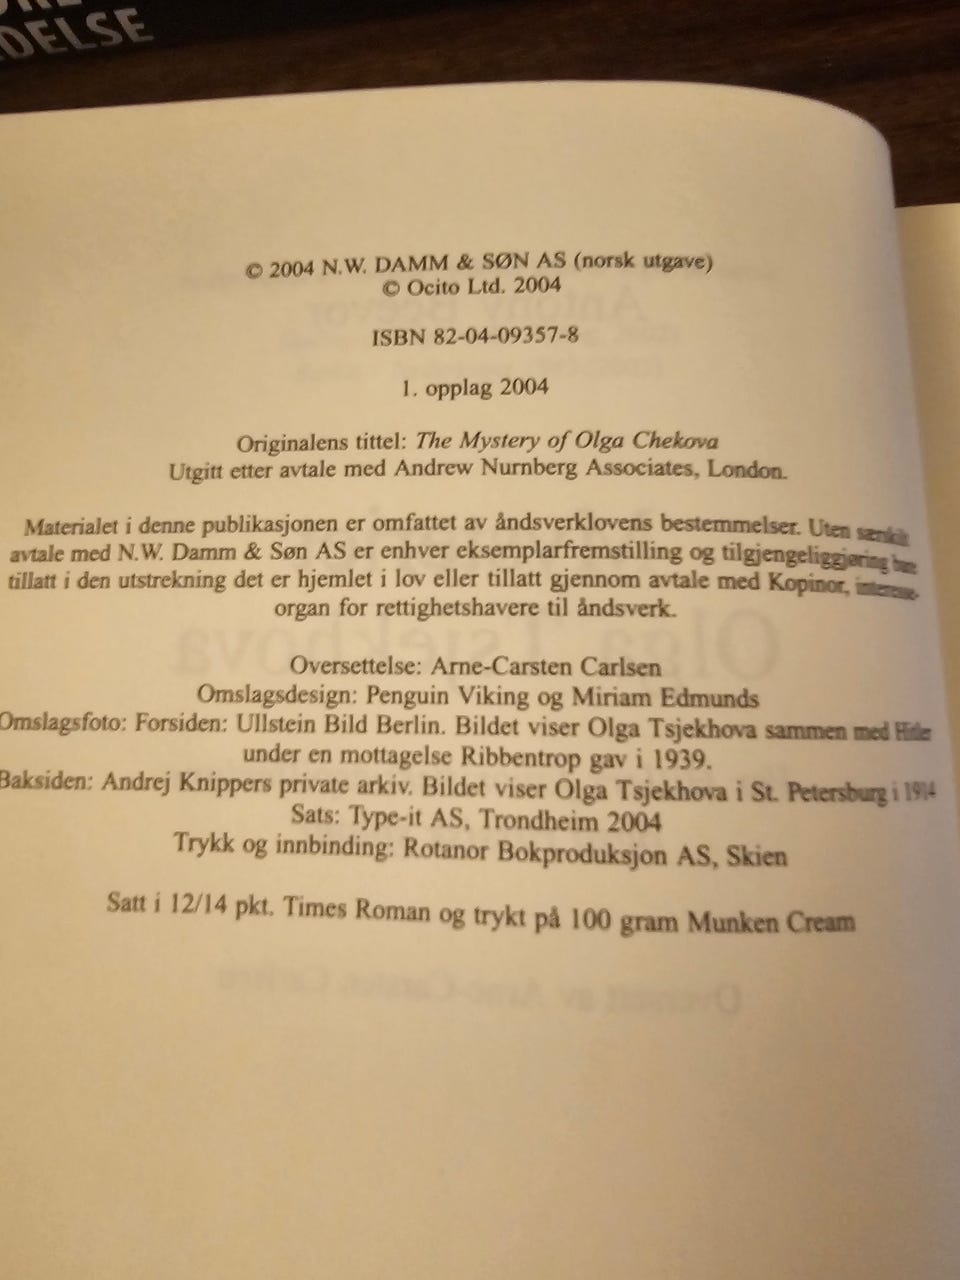 DELSE
© 2004 N.W. DAMM & SØN AS (norsk utgave)
© Ocito Ltd. 2004
ISBN 82-04-09357-8
1. opplag 2004
Originalens tittel: The Mystery of Olga Chekova
Utgitt etter avtale med Andrew Nurnberg Associates, London.
Materialet i denne publikasjonen er omfattet av åndsverklovens bestemmelser. Uten særskilt
avtale med N.W. Damm & Søn AS er enhver eksemplarfremstilling og tilgjengeliggjøring bare
tillatt i den utstrekning det er hjemlet i lov eller tillatt gjennom avtale med Kopinor, interesse-
organ for rettighetshavere til åndsverk.
Oversettelse: Arne-Carsten Carlsen
Omslagsdesign: Penguin Viking og Miriam Edmunds
Omslagsfoto: Forsiden: Ullstein Bild Berlin. Bildet viser Olga Tsjekhova sammen med Hitler
under en mottagelse Ribbentrop gav i 1939.
Baksiden: Andrej Knippers private arkiv. Bildet viser Olga Tsjekhova i St. Petersburg i 1914
Sats: Type-it AS, Trondheim 2004
Trykk og innbinding: Rotanor Bokproduksjon AS, Skien
Satt i 12/14 pkt. Times Roman og trykt på 100 gram Munken Cream